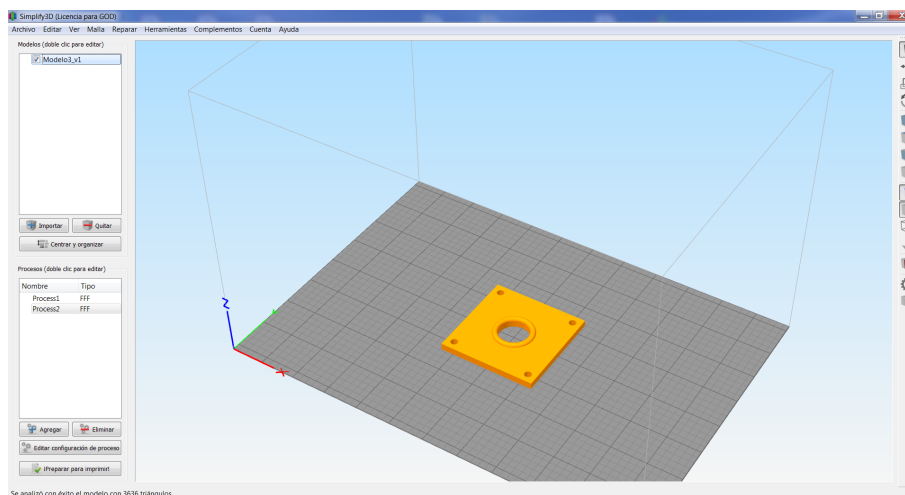 Simplify3D (Licencia para GOD)
Archivo Editar Ver Malla Reparar Herramientas Complementos Cuenta Ayuda
Modelos (doble clic para editar)
Modelo3_v1
Importar Quitar
Centrar y organizar
Procesos (doble clic para editar)
Nombre Tipo
Process1 FFF
Process2 FFF
Agregar Eliminar
Editar configuración de proceso
¡Preparar para imprimir!
Se analizó con éxito el modelo con 3636 triángulos